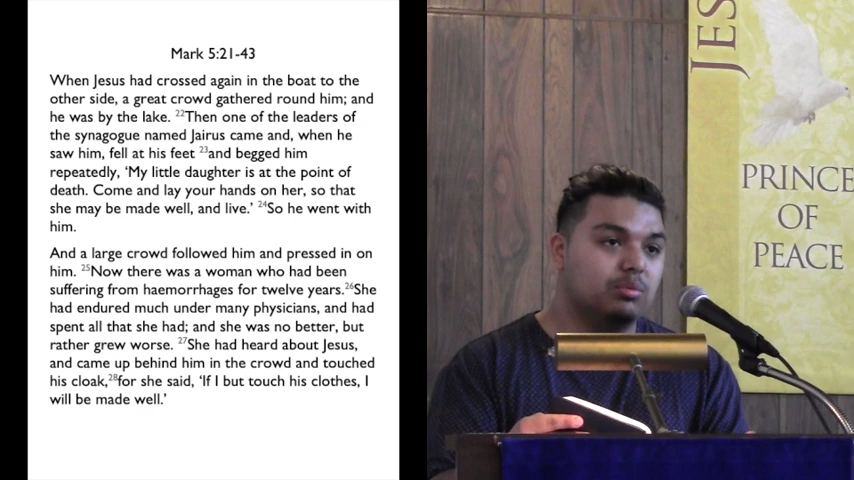 Mark 5:21-43
When Jesus had crossed again in the boat to the
other side, a great crowd gathered round him; and
he was by the lake. 22Then one of the leaders of
the synagogue named Jairus came and, when he
saw him, fell at his feet 23and begged him
repeatedly, ‘My little daughter is at the point of
death. Come and lay your hands on her, so that
she may be made well, and live.’ 24So he went with
him.
And a large crowd followed him and pressed in on
him. 25Now there was a woman who had been
suffering from haemorrhages for twelve years.26She
had endured much under many physicians, and had
spent all that she had; and she was no better, but
rather grew worse. 27She had heard about Jesus,
and came up behind him in the crowd and touched
his cloak,28for she said, ‘If I but touch his clothes, I
will be made well.’
JES
PRINCE
OF
PEACE